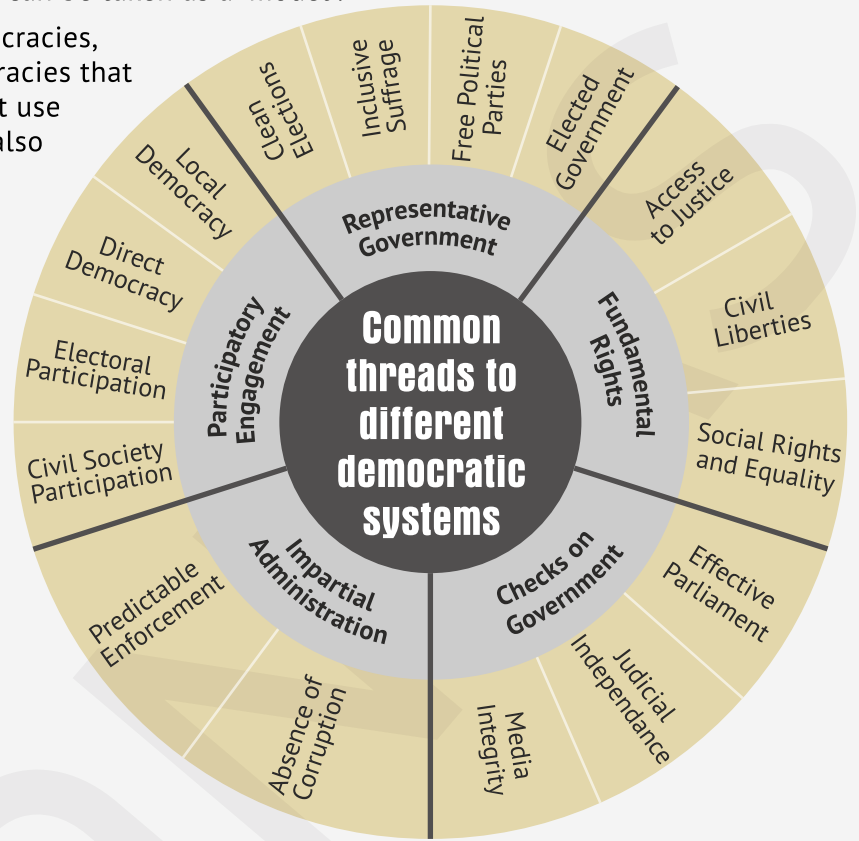 cracies,
racies that
t use
also
Common
threads to
different
democratic
systems
Representative
Government
Clean
Elections
Inclusive
Suffrage
Free Political
Parties
Elected
Government
Fundamental
Rights
Access
to Justice
Civil
Liberties
Social Rights
and Equality
Checks on
Government
Effective
Parliament
Judicial
Independance
Media
Integrity
Impartial
Administration
Absence of
Corruption
Predictable
Enforcement
Participatory
Engagement
Civil Society
Participation
Electoral
Participation
Direct
Democracy
Local
Democracy